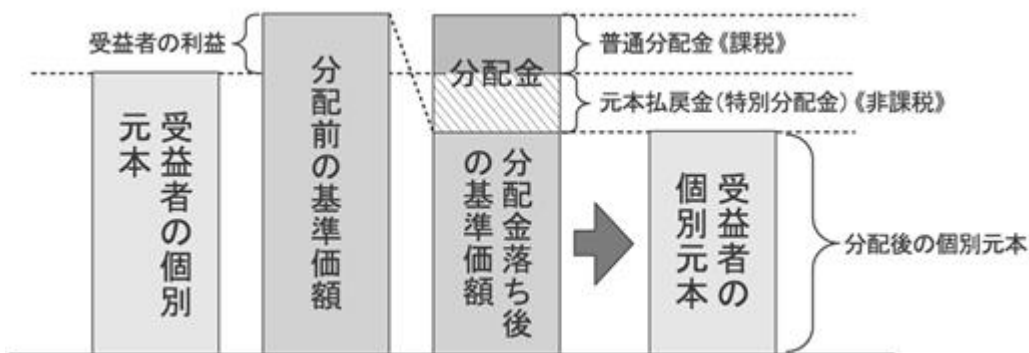 受益者の利益
普通分配金《課税》
分配金
元本払戻金(特別分配金)《非課税》
受益者の個別
元本
分配前の基準価額
分配金落ち後
の基準価額
受益者の
個別元本
分配後の個別元本